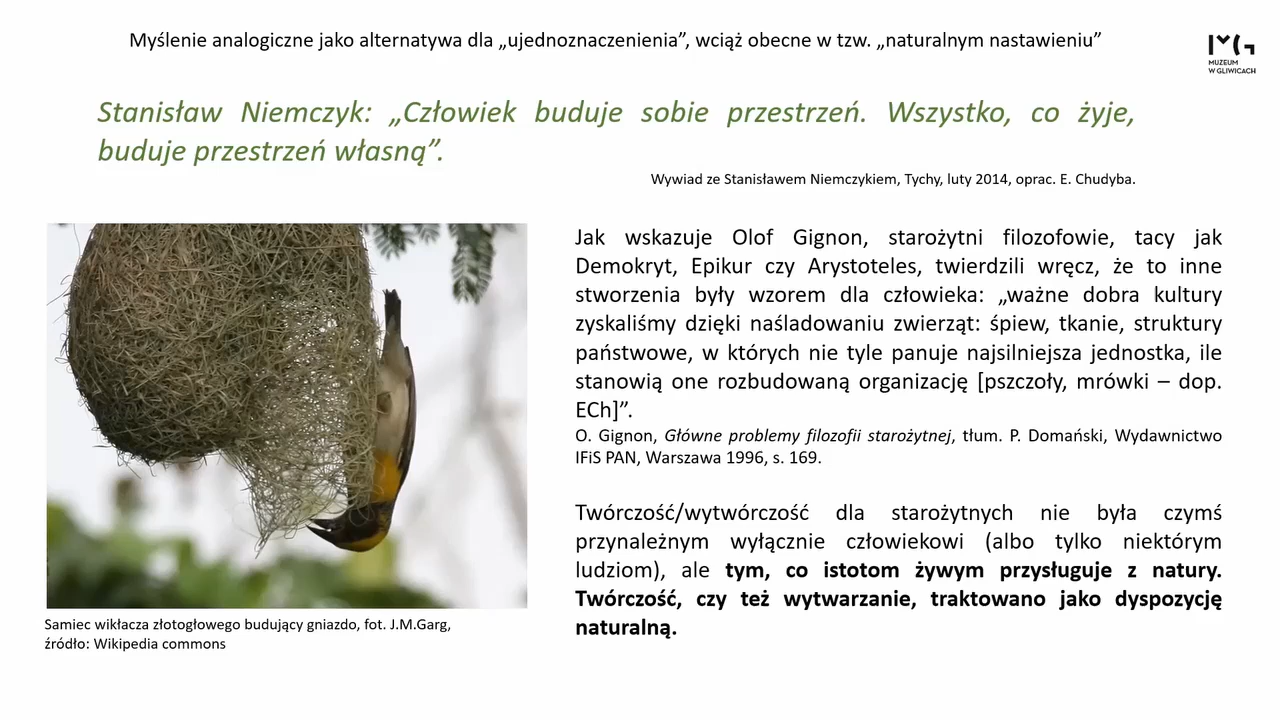 Myślenie analogiczne jako alternatywa dla „ujednoznaczenienia”, wciąż obecne w tzw. „naturalnym nastawieniu”
MUZEUM
W GLIWICACH
Stanisław Niemczyk: „Człowiek buduje sobie przestrzeń. Wszystko, co żyje,
buduje przestrzeń własną”.
Wywiad ze Stanisławem Niemczykiem, Tychy, luty 2014, oprac. E. Chudyba.
Jak wskazuje Olof Gignon, starożytni filozofowie, tacy jak
Demokryt, Epikur czy Arystoteles, twierdzili wręcz, że to inne
stworzenia były wzorem dla człowieka: „ważne dobra kultury
zyskaliśmy dzięki naśladowaniu zwierząt: śpiew, tkanie, struktury
państwowe, w których nie tyle panuje najsilniejsza jednostka, ile
stanowią one rozbudowaną organizację [pszczoły, mrówki – dop.
ECh]”.
O. Gignon, Główne problemy filozofii starożytnej, tłum. P. Domański, Wydawnictwo
IFiS PAN, Warszawa 1996, s. 169.
Twórczość/wytwórczość dla starożytnych nie była czymś
przynależnym wyłącznie człowiekowi (albo tylko niektórym
ludziom), ale tym, co istotom żywym przysługuje z natury.
Twórczość, czy też wytwarzanie, traktowano jako dyspozycję
naturalną.
Samiec wikłacza złotogłowego budujący gniazdo, fot. J.M.Garg,
źródło: Wikipedia commons